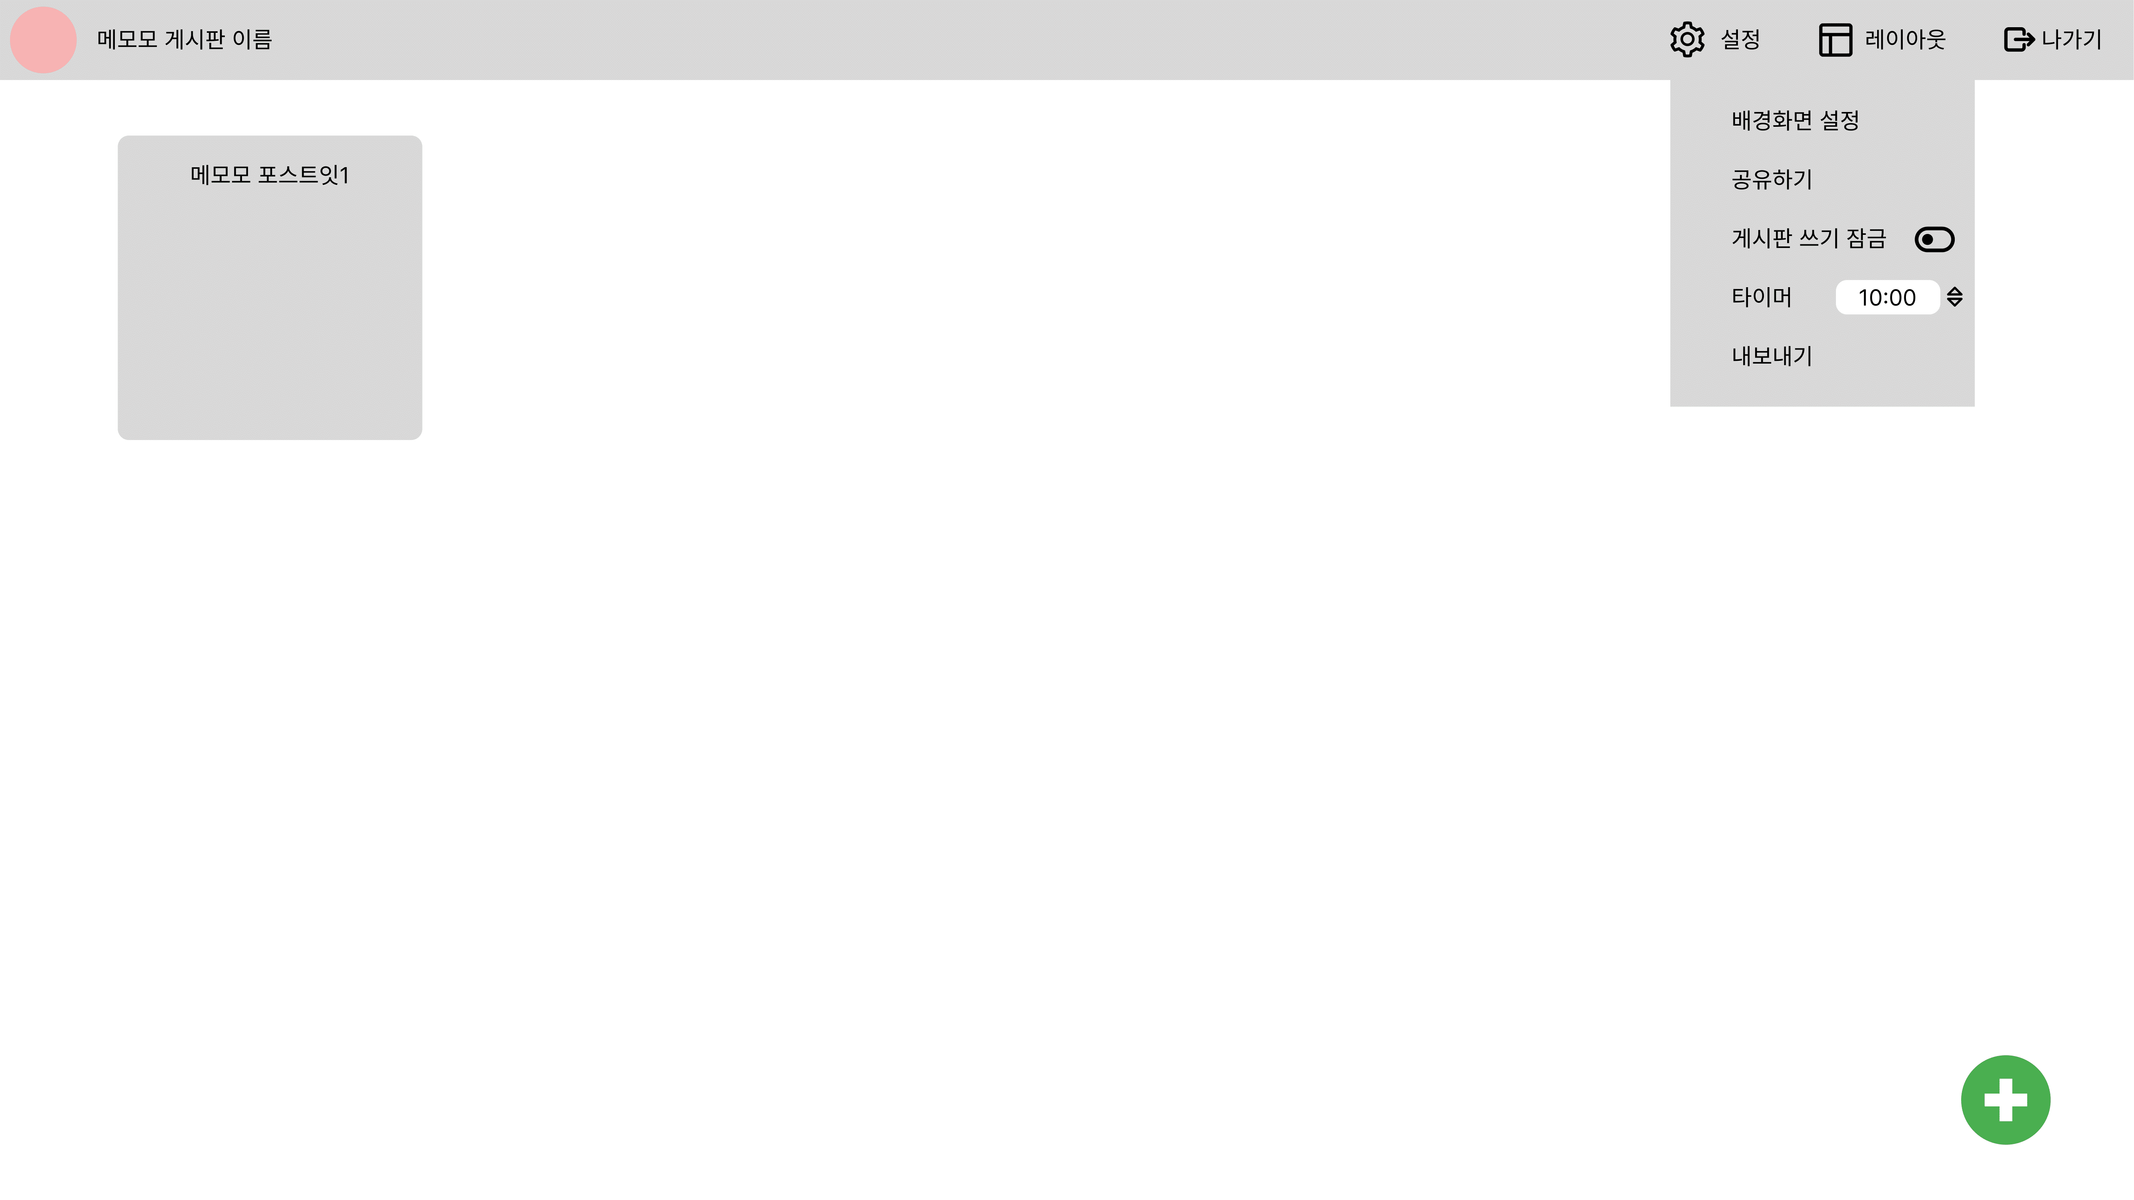 메모모 게시판 이름
설정
레이아웃
나가기
배경화면 설정
공유하기
게시판 쓰기 잠금
타이머 10:00
내보내기
메모모 포스트잇1